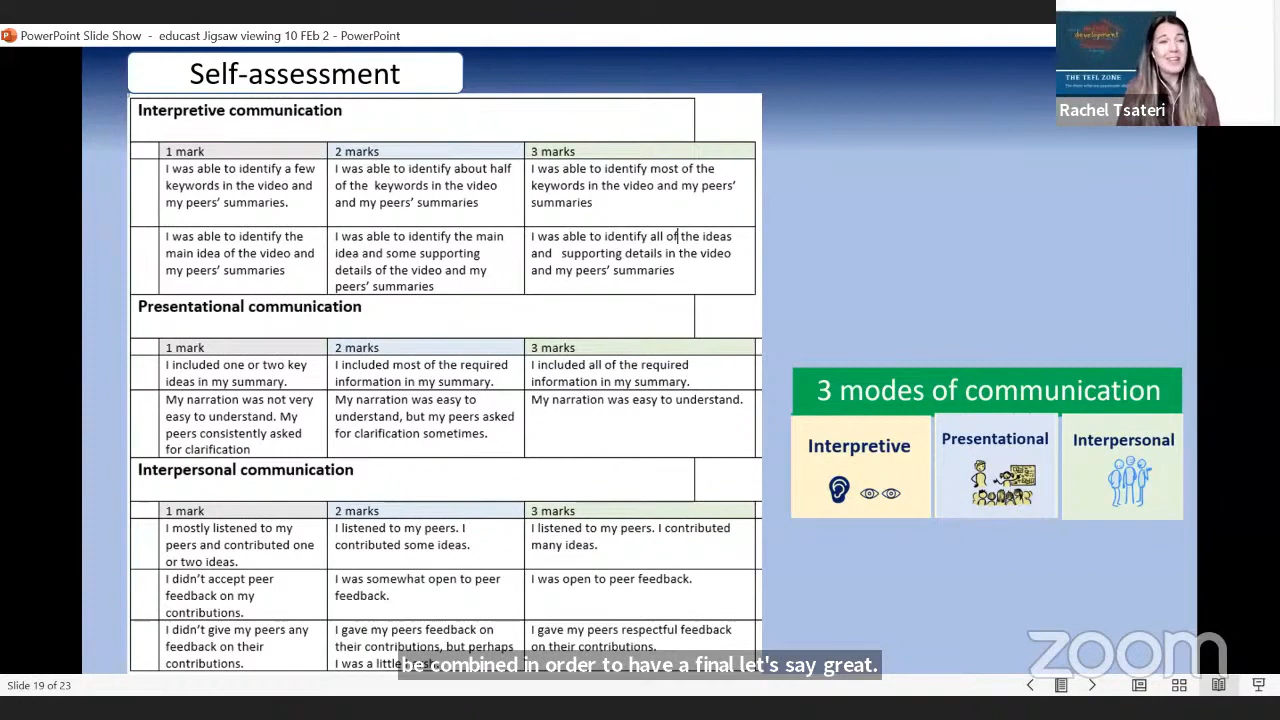 PowerPoint Slide Show - educast Jigsaw viewing 10 FEb 2 - PowerPoint
development
THE TEFL ZONE
Rachel Tsateri
Self-assessment
Interpretive communication
1 mark
2 marks
3 marks
I was able to identify a few
keywords in the video and
my peers' summaries.
I was able to identify about half
of the keywords in the video
and my peers' summaries
I was able to identify most of the
keywords in the video and my peers'
summaries
I was able to identify the
main idea of the video and
my peers' summaries
I was able to identify the main
idea and some supporting
details of the video and my
peers' summaries
I was able to identify all of the ideas
and supporting details in the video
and my peers' summaries
Presentational communication
1 mark
2 marks
3 marks
I included one or two key
ideas in my summary.
I included most of the required
information in my summary.
I included all of the required
information in my summary.
My narration was not very
easy to understand. My
peers consistently asked
for clarification
My narration was easy to
understand, but my peers asked
for clarification sometimes.
My narration was easy to understand.
Interpersonal communication
1 mark
2 marks
3 marks
I mostly listened to my
peers and contributed one
or two ideas.
I listened to my peers. I
contributed some ideas.
I listened to my peers. I contributed
many ideas.
I didn't accept peer
feedback on my
contributions.
I was somewhat open to peer
feedback.
I was open to peer feedback.
I didn't give my peers any
feedback on their
contributions.
I gave my peers feedback on
their contributions, but perhaps
I was a little
I gave my peers respectful feedback
on their contributions.
3 modes of communication
Interpretive
Presentational
Interpersonal
be combined in order to have a final let's say great.
zoom
Slide 19 of 23